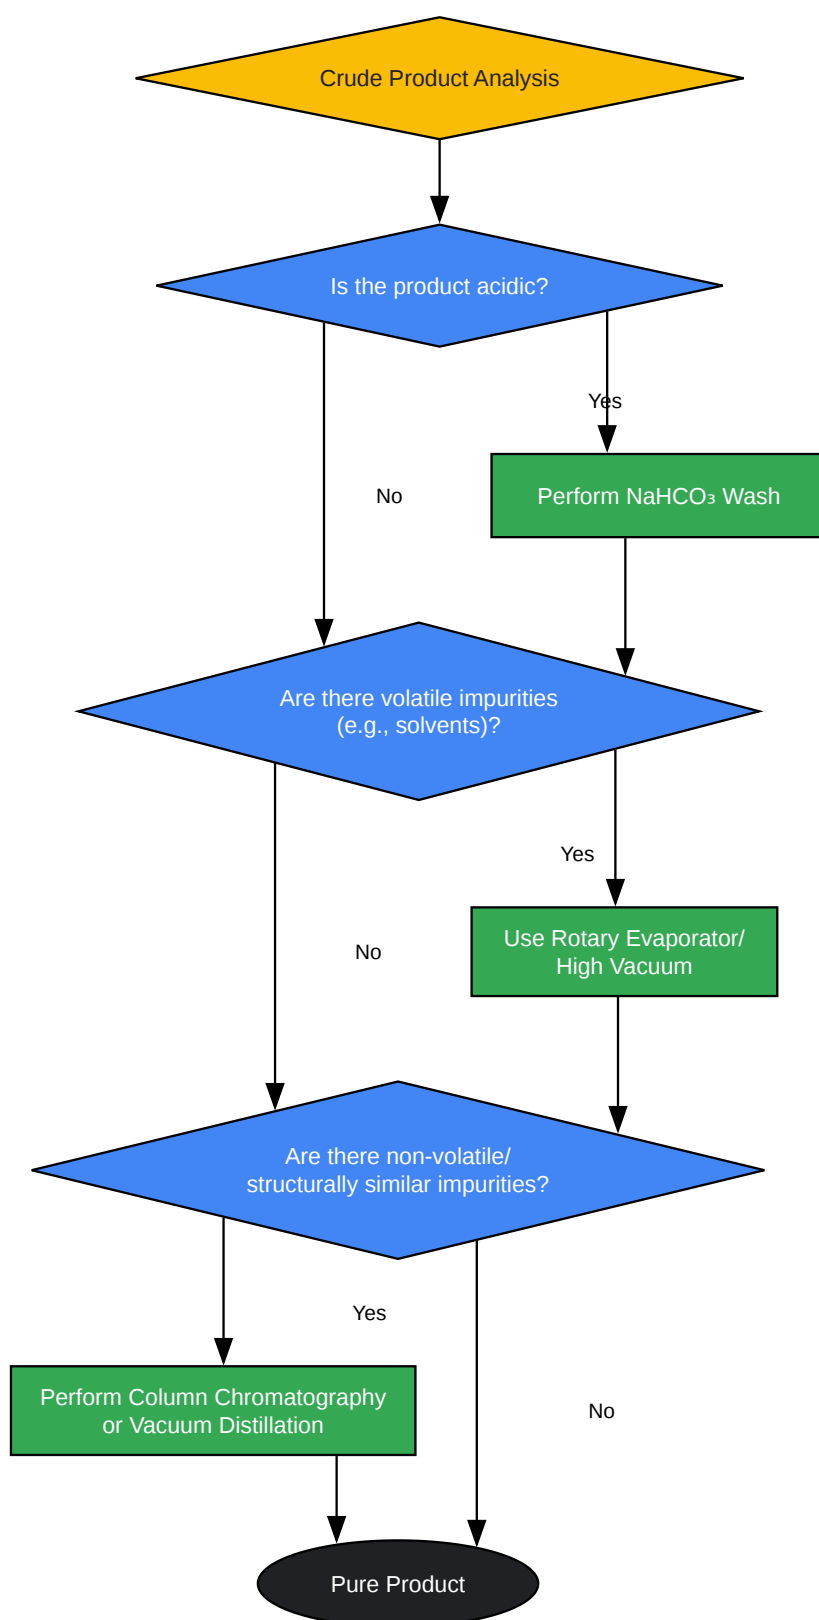 Crude Product Analysis
Is the product acidic?
Yes
No
Perform NaHCO₃ Wash
Are there volatile impurities
(e.g., solvents)?
Yes
No
Use Rotary Evaporator/
High Vacuum
Are there non-volatile/
structurally similar impurities?
Yes
No
Perform Column Chromatography
or Vacuum Distillation
Pure Product